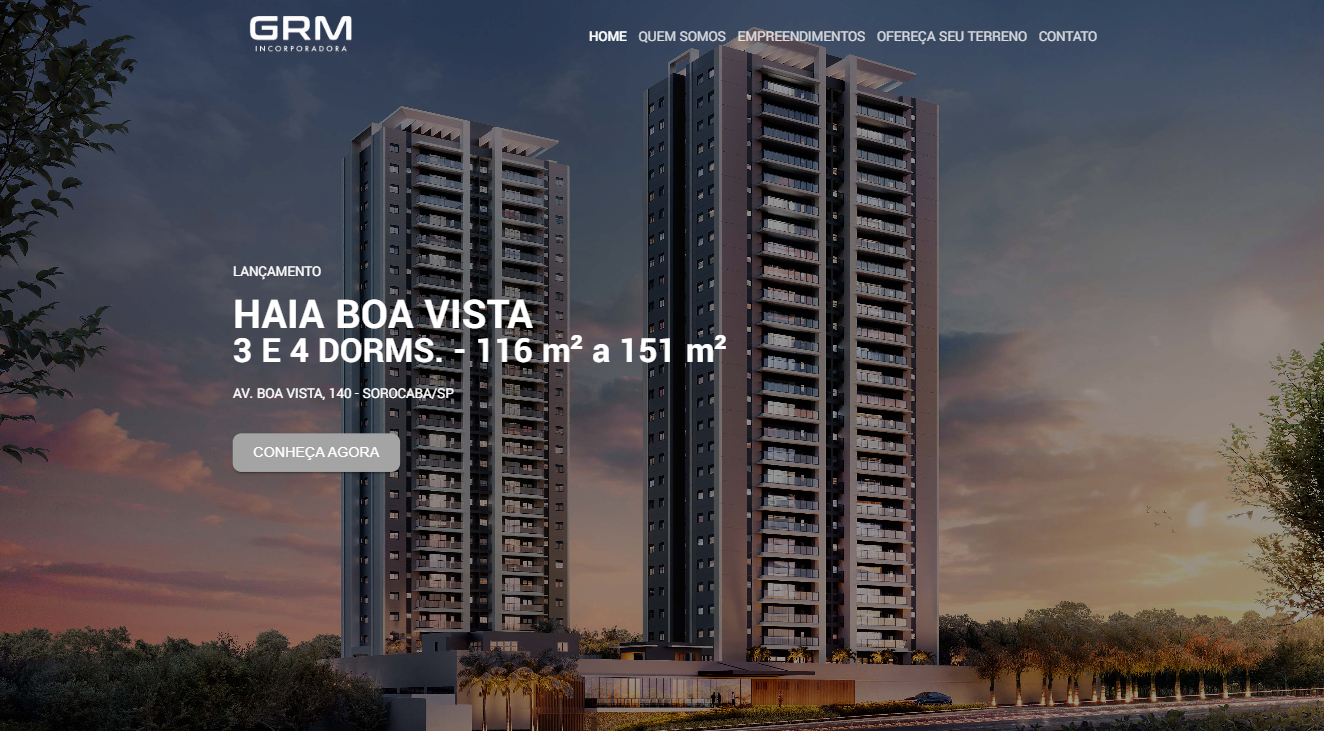 GRM
INCORPORADORA
HOME QUEM SOMOS EMPREENDIMENTOS OFEREÇA SEU TERRENO CONTATO
LANÇAMENTO
HAIA BOA VISTA
3 E 4 DORMS. - 116 m² a 151 m²
AV. BOA VISTA, 140 - SOROCABA/SP
CONHEÇA AGORA